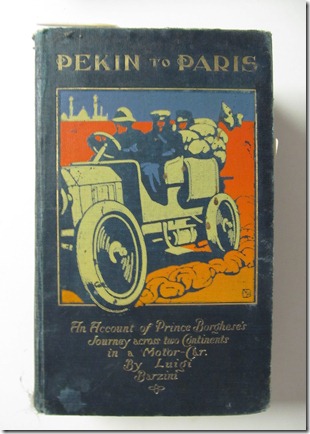 PEKIN TO PARIS
An Account of Prince Borghese's
Journey across two Continents
in a Motor-Car.
By Luigi
Barzini